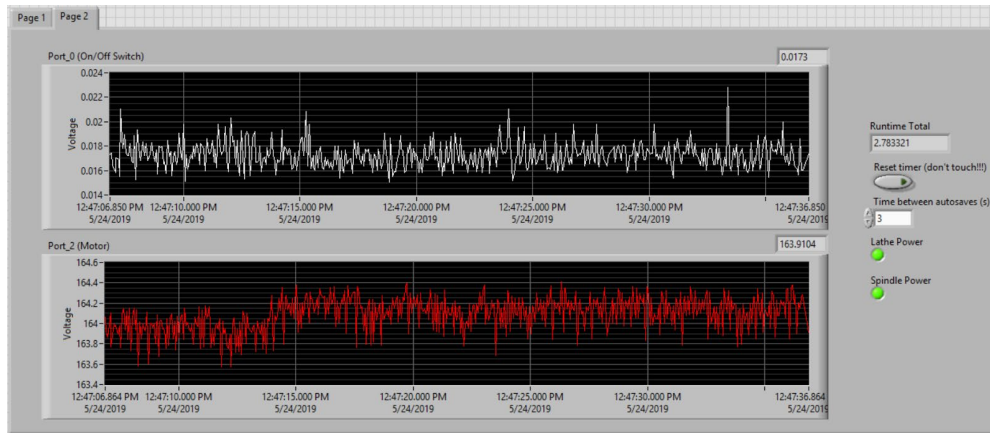 Page 1 Page 2
Port_0 (On/Off Switch) 0.0173
0.024
0.022
0.02
0.018
0.016
0.014
Voltage
12:47:06.850 PM 12:47:10.000 PM 12:47:15.000 PM 12:47:20.000 PM 12:47:25.000 PM 12:47:30.000 PM 12:47:36.850
5/24/2019 5/24/2019 5/24/2019 5/24/2019 5/24/2019 5/24/2019 5/24/2019
Port_2 (Motor) 163.9104
164.6
164.4
164.2
164
163.8
163.6
163.4
Voltage
12:47:06.864 PM 12:47:10.000 PM 12:47:15.000 PM 12:47:20.000 PM 12:47:25.000 PM 12:47:30.000 PM 12:47:36.864
5/24/2019 5/24/2019 5/24/2019 5/24/2019 5/24/2019 5/24/2019 5/24/2019
Runtime Total
2.783321
Reset timer (don't touch!!!)
Time between autosaves (s)
3
Lathe Power
Spindle Power